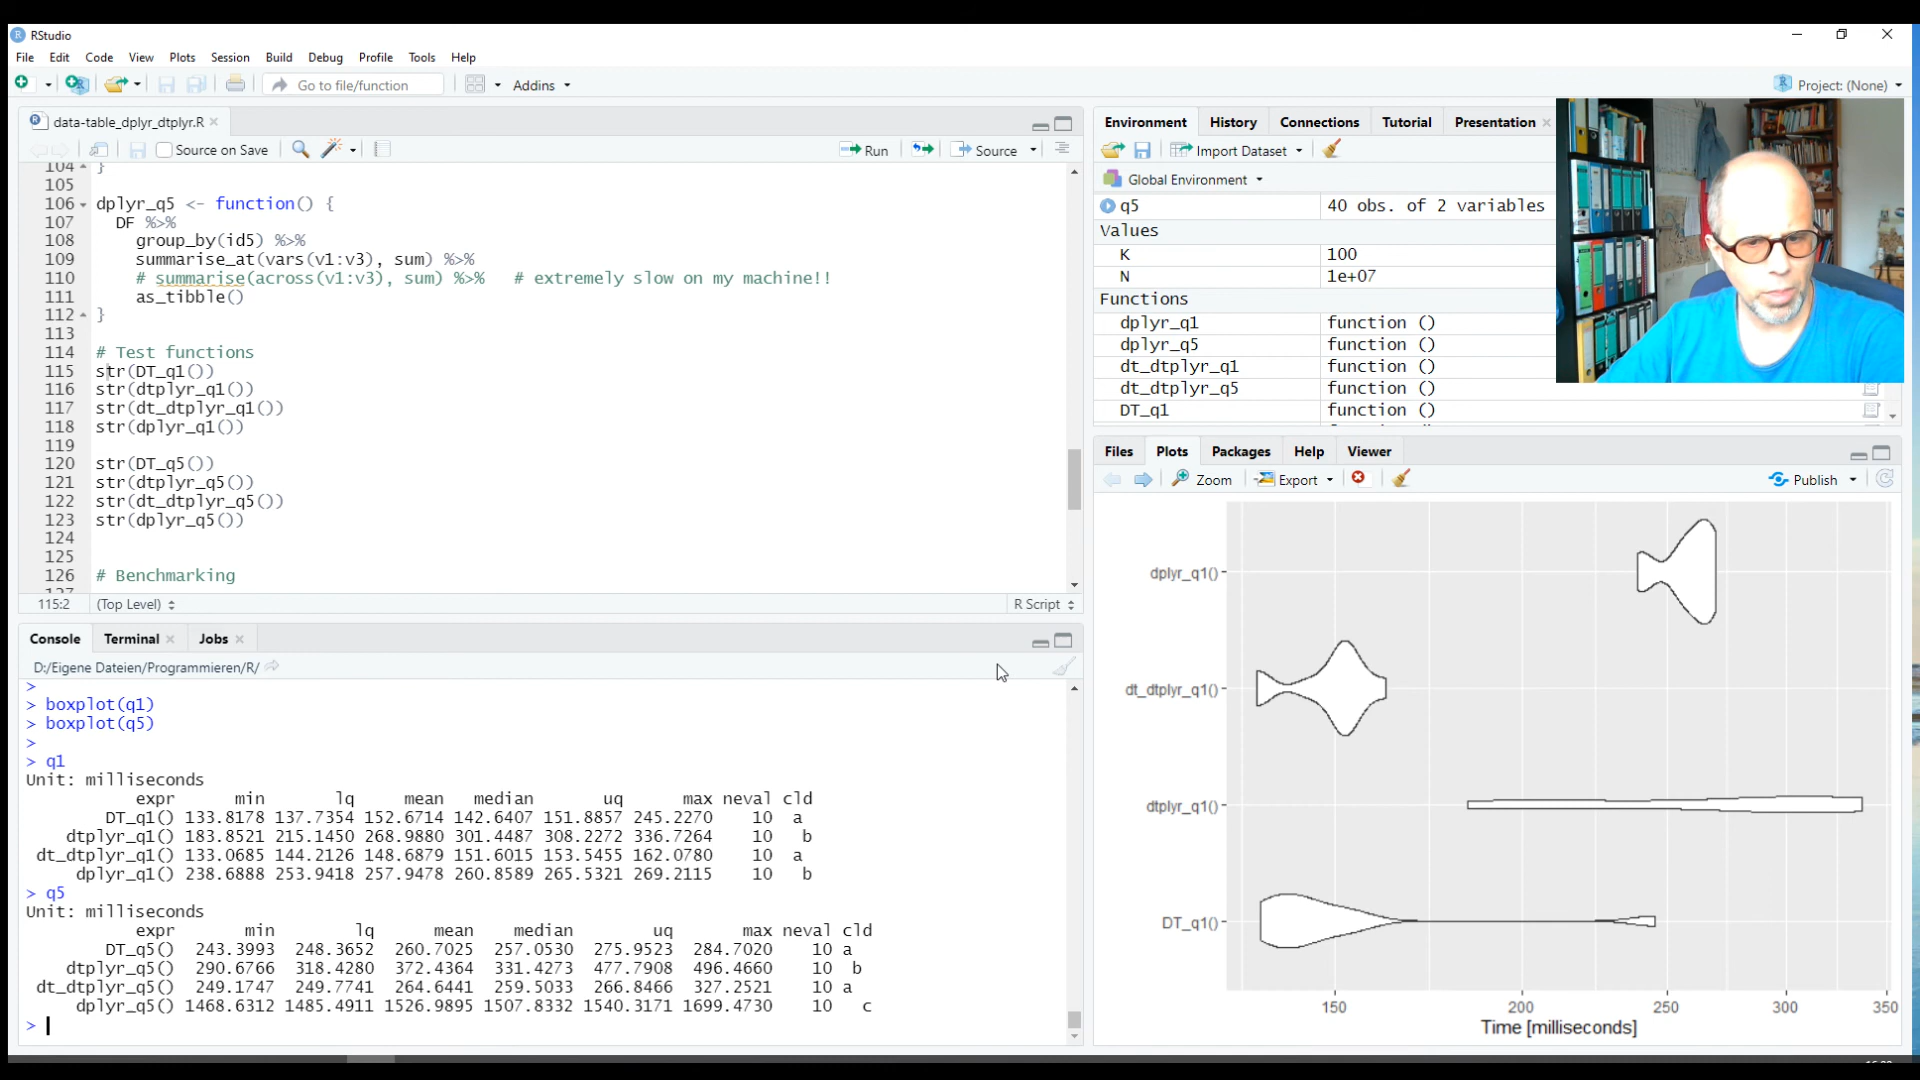 RStudio
File Edit Code View Plots Session Build Debug Profile Tools Help
Go to file/function Addins Project: (None)
data-table_dplyr_dtplyr.R
Source on Save Run Source
104 }
105
106 dplyr_q5 <- function() {
107 DF %>%
108 group_by(id5) %>%
109 summarise_at(vars(v1:v3), sum) %>%
110 # summarise(across(v1:v3), sum) %>% # extremely slow on my machine!!
111 as_tibble()
112 }
113
114 # Test functions
115 str(DT_q1())
116 str(dtplyr_q1())
117 str(dt_dtplyr_q1())
118 str(dplyr_q1())
119
120 str(DT_q5())
121 str(dtplyr_q5())
122 str(dt_dtplyr_q5())
123 str(dplyr_q5())
124
125
126 # Benchmarking
115:2 (Top Level) R Script
Console Terminal Jobs
D:/Eigene Dateien/Programmieren/R/
>
> boxplot(q1)
> boxplot(q5)
>
> q1
Unit: milliseconds
expr min lq mean median uq max neval cld
DT_q1() 133.8178 137.7354 152.6714 142.6407 151.8857 245.2270 10 a
dtplyr_q1() 183.8521 215.1450 268.9880 301.4487 308.2272 336.7264 10 b
dt_dtplyr_q1() 133.0685 144.2126 148.6879 151.6015 153.5455 162.0780 10 a
dplyr_q1() 238.6888 253.9418 257.9478 260.8589 265.5321 269.2115 10 b
> q5
Unit: milliseconds
expr min lq mean median uq max neval cld
DT_q5() 243.3993 248.3652 260.7025 257.0530 275.9523 284.7020 10 a
dtplyr_q5() 290.6766 318.4280 372.4364 331.4273 477.7908 496.4660 10 b
dt_dtplyr_q5() 249.1747 249.7741 264.6441 259.5033 266.8466 327.2521 10 a
dplyr_q5() 1468.6312 1485.4911 1526.9895 1507.8332 1540.3171 1699.4730 10 c
>
Environment History Connections Tutorial Presentation
Import Dataset
Global Environment
q5 40 obs. of 2 variables
Values
K 100
N 1e+07
Functions
dplyr_q1 function ()
dplyr_q5 function ()
dt_dtplyr_q1 function ()
dt_dtplyr_q5 function ()
DT_q1 function ()
Files Plots Packages Help Viewer
Zoom Export Publish
dplyr_q1()
dt_dtplyr_q1()
dtplyr_q1()
DT_q1()
150 200 250 300 350
Time [milliseconds]